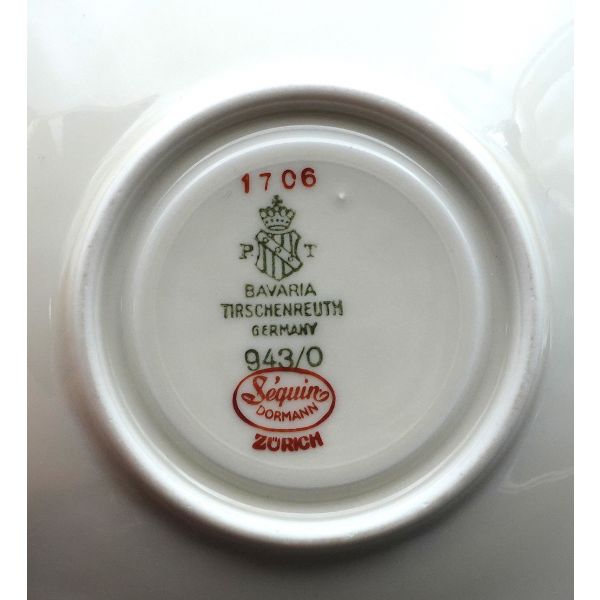 1706
P T
BAVARIA
TIRSCHENREUTH
GERMANY
943/0
Séquin
DORMANN
ZÜRICH